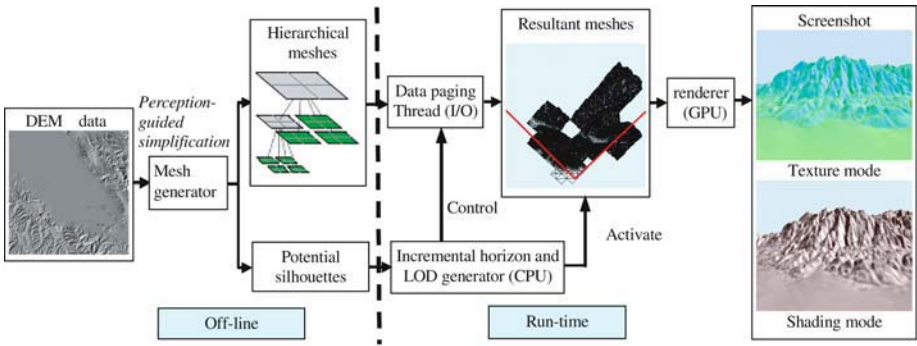 DEM data
Perception-
guided
simplification
Mesh
generator
Hierarchical
meshes
Potential
silhouettes
Off-line
Data paging
Thread (I/O)
Control
Incremental horizon and
LOD generator (CPU)
Resultant meshes
Activate
Run-time
renderer
(GPU)
Screenshot
Texture mode
Shading mode